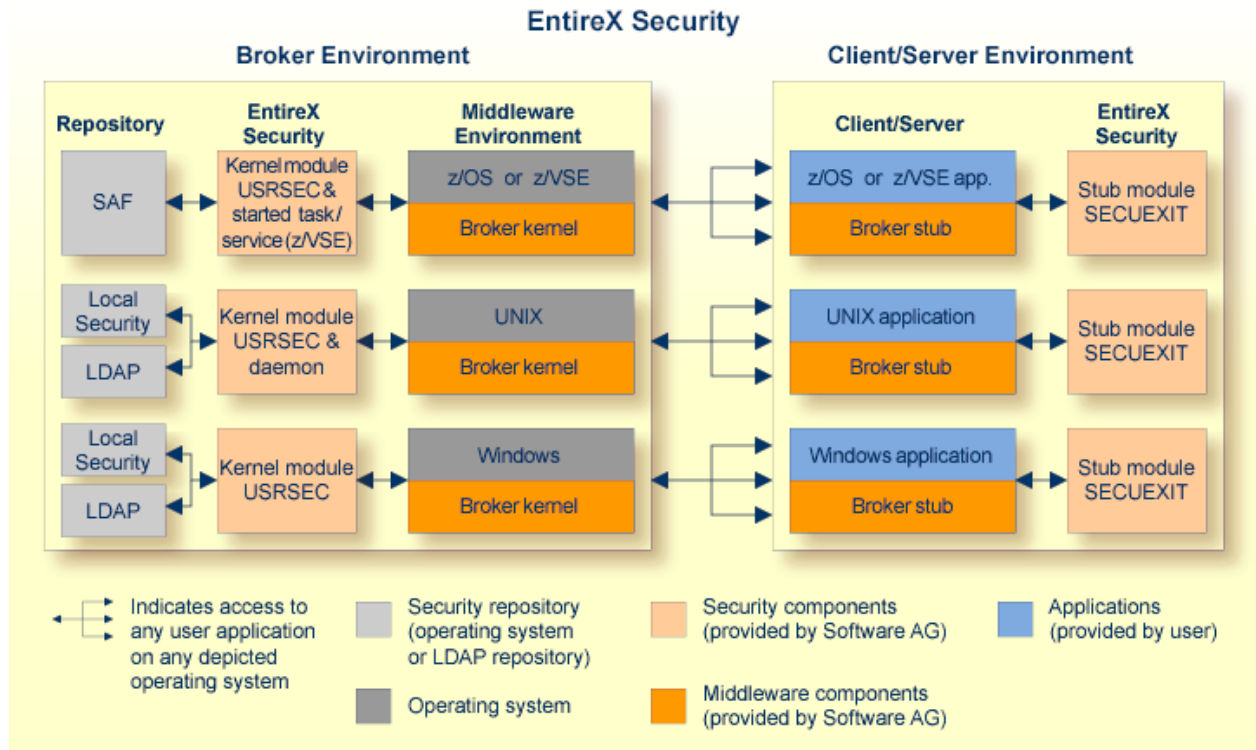 EntireX Security
Broker Environment
Client/Server Environment
Repository
EntireX
Security
Middleware
Environment
Client/Server
EntireX
Security
SAF
Kernel module
USRSEC &
started task/
service (z/VSE)
z/OS or z/VSE
Broker kernel
z/OS or z/VSE app.
Broker stub
Stub module
SECUEXIT
Local
Security
LDAP
Kernel module
USRSEC &
daemon
UNIX
Broker kernel
UNIX application
Broker stub
Stub module
SECUEXIT
Local
Security
LDAP
Kernel module
USRSEC
Windows
Broker kernel
Windows application
Broker stub
Stub module
SECUEXIT
Indicates access to
any user application
on any depicted
operating system
Security repository
(operating system
or LDAP repository)
Operating system
Security components
(provided by Software AG)
Middleware components
(provided by Software AG)
Applications
(provided by user)